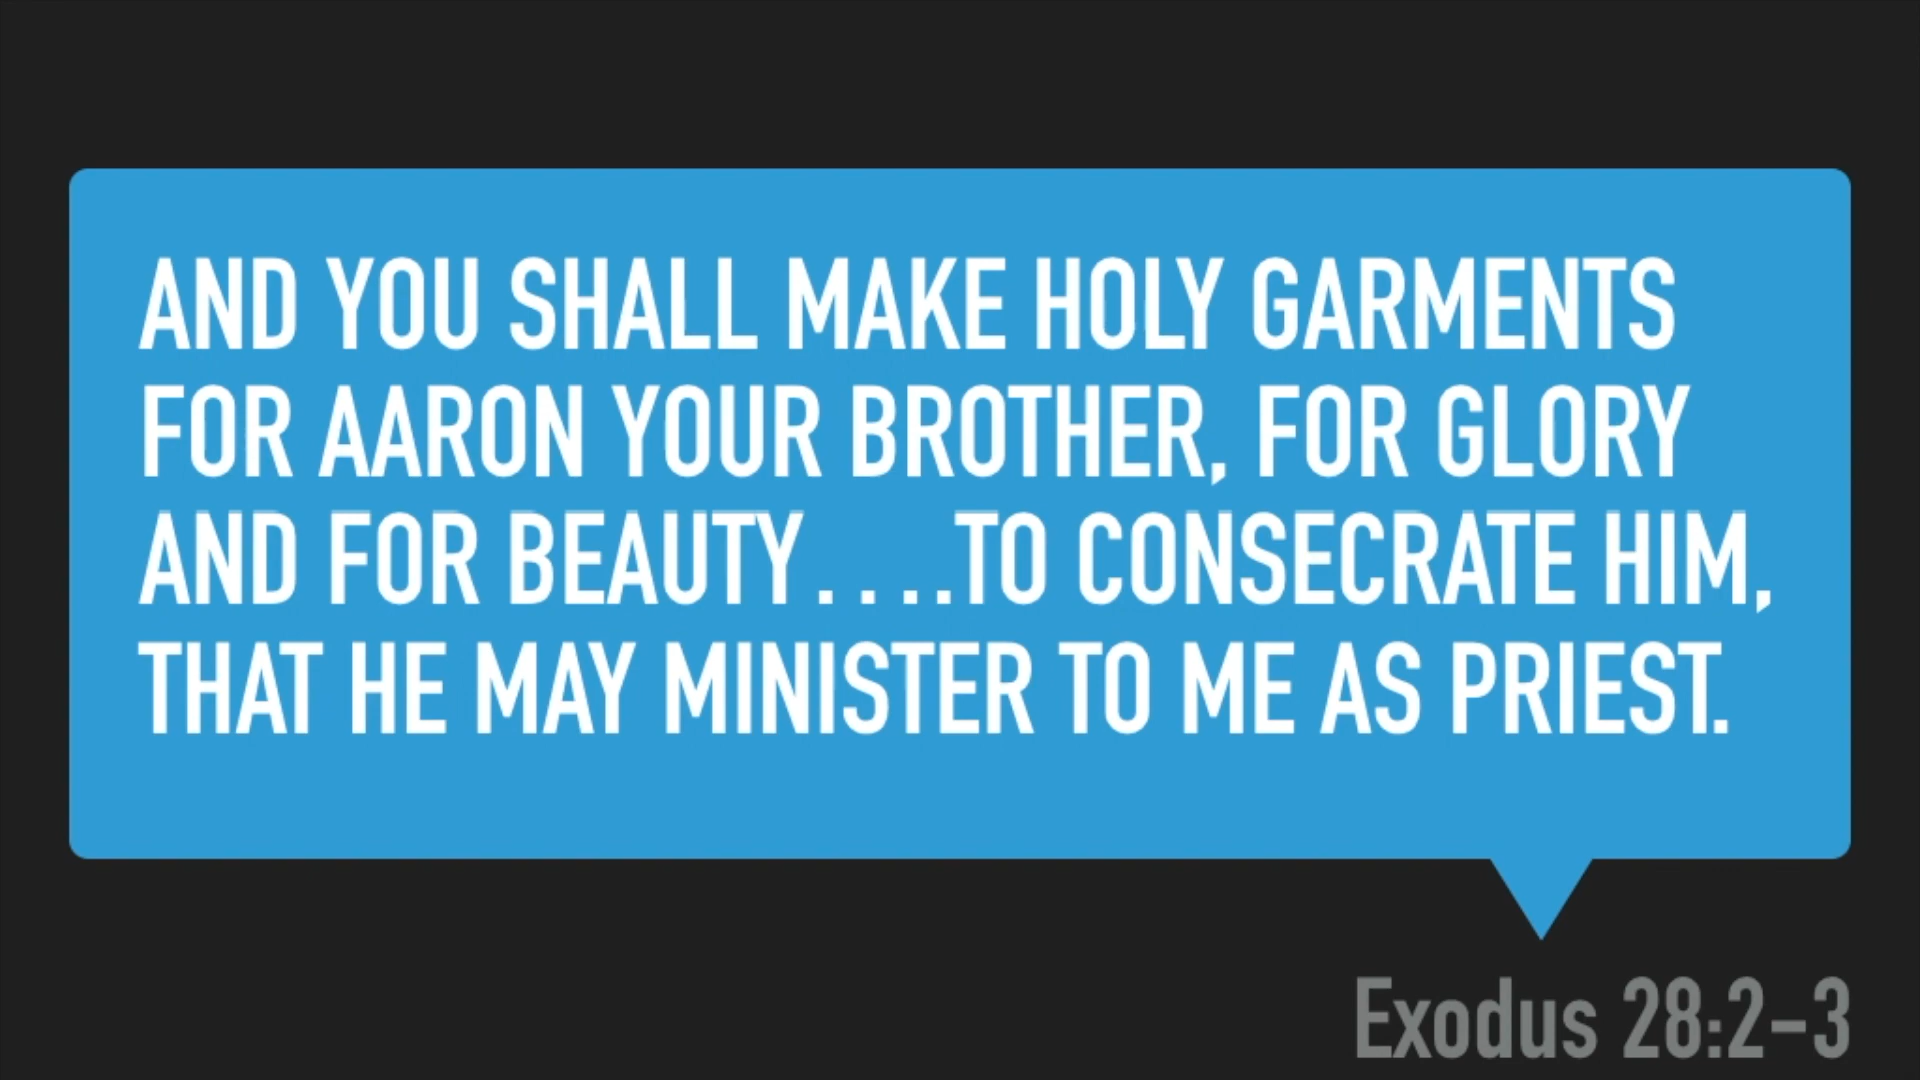 AND YOU SHALL MAKE HOLY GARMENTS
FOR AARON YOUR BROTHER, FOR GLORY
AND FOR BEAUTY....TO CONSECRATE HIM,
THAT HE MAY MINISTER TO ME AS PRIEST.
Exodus 28:2-3